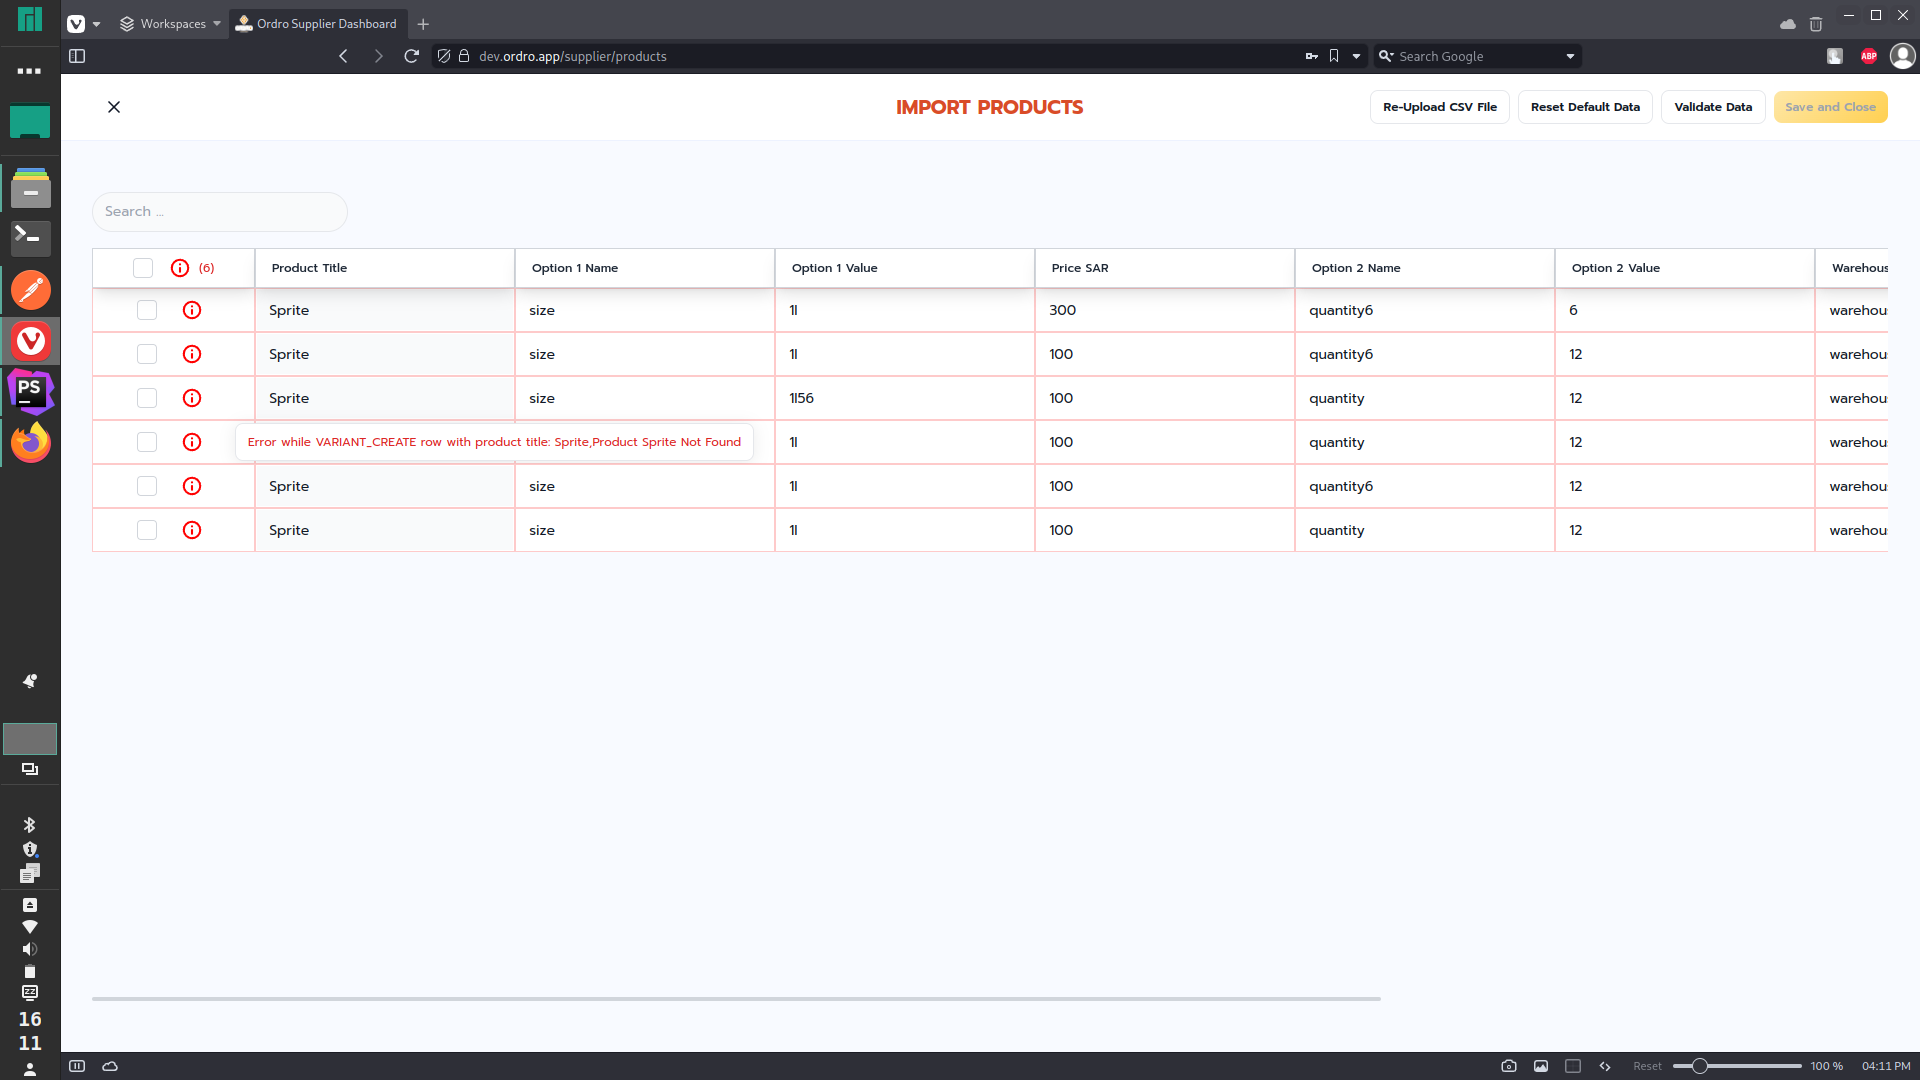 Workspaces
Ordro Supplier Dashboard
dev.ordro.app/supplier/products
Search Google
ABP
IMPORT PRODUCTS
Re-Upload CSV File
Reset Default Data
Validate Data
Save and Close
Search ...
(6) Product Title Option 1 Name Option 1 Value Price SAR Option 2 Name Option 2 Value Warehous
Sprite size 1l 300 quantity6 6 warehou
Sprite size 1l 100 quantity6 12 warehou
Sprite size 1l56 100 quantity 12 warehou
Error while VARIANT_CREATE row with product title: Sprite,Product Sprite Not Found 1l 100 quantity 12 warehou
Sprite size 1l 100 quantity6 12 warehou
Sprite size 1l 100 quantity 12 warehou
PS
zz
16
11
Reset
100 %
04:11 PM